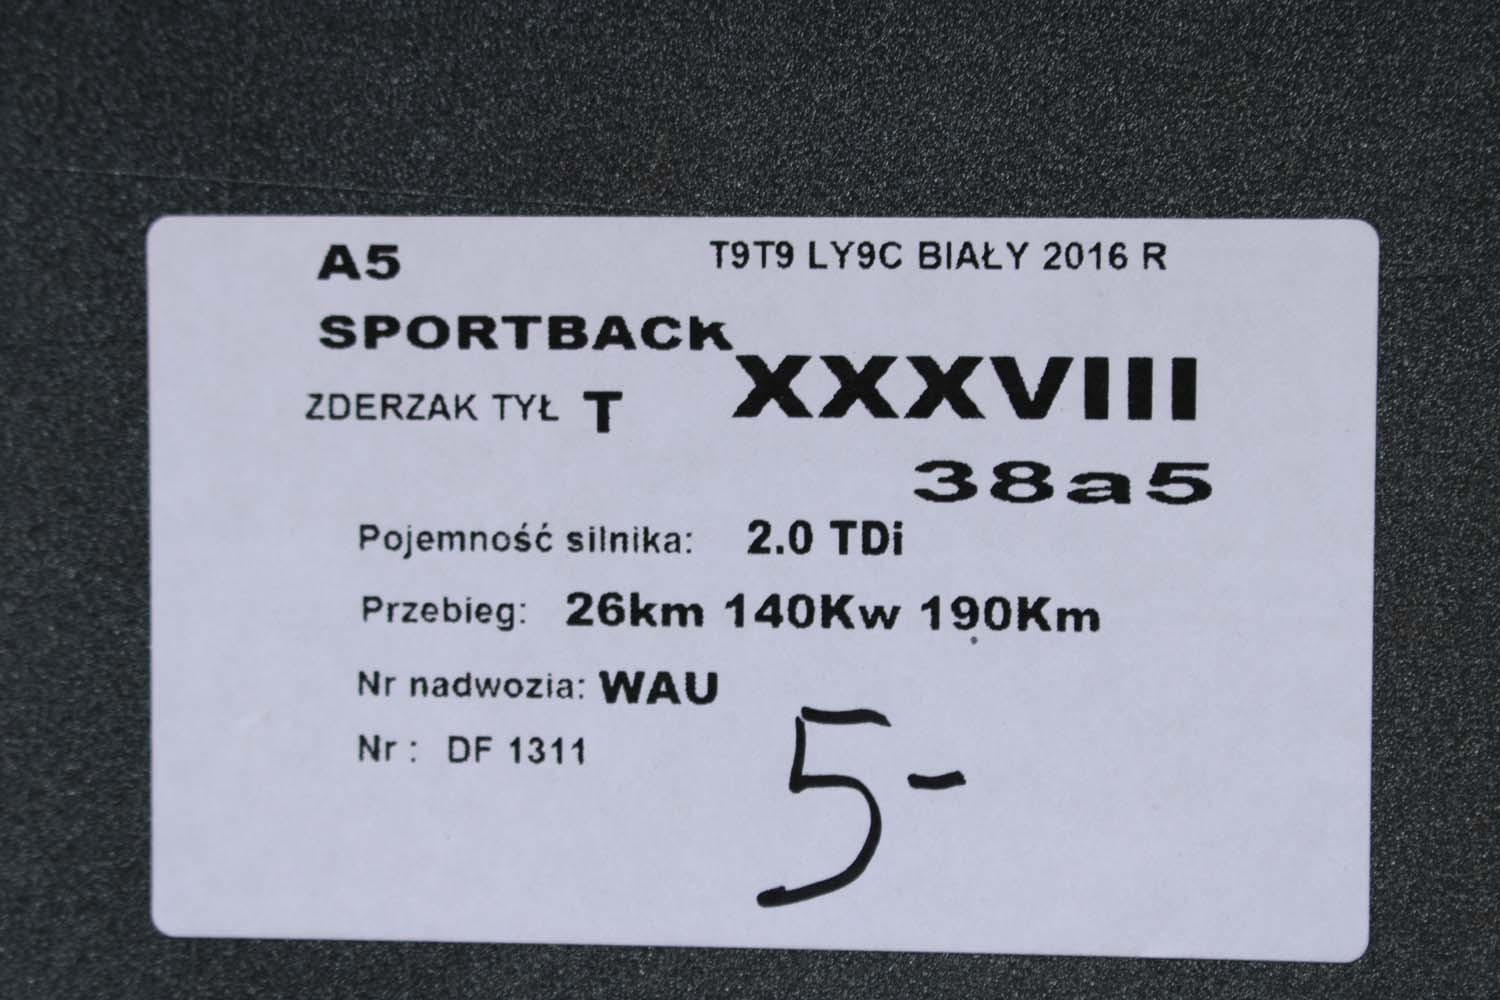 A5
T9T9 LY9C BIAŁY 2016 R
SPORTBACK
XXXVIII
ZDERZAK TYŁ T
38a5
Pojemność silnika: 2.0 TDi
Przebieg: 26km 140Kw 190Km
Nr nadwozia: WAU
Nr : DF 1311
5-